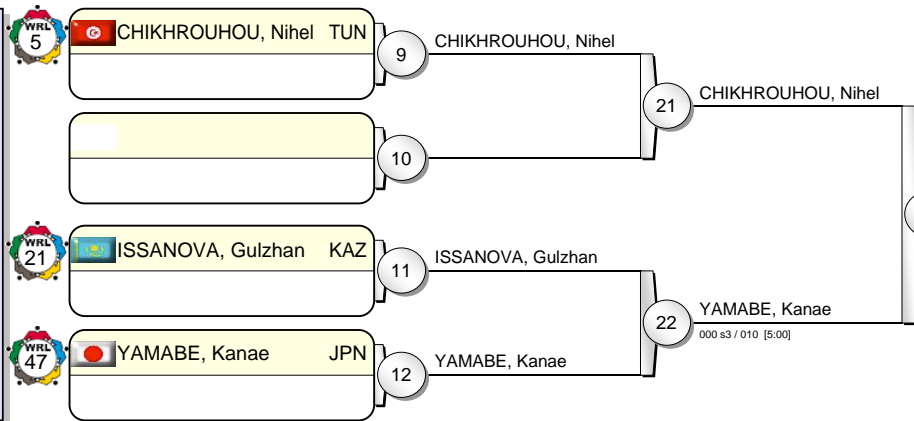 WRL
5
CHIKHROUHOU, Nihel TUN
9
CHIKHROUHOU, Nihel
21
CHIKHROUHOU, Nihel
10
WRL
21
ISSANOVA, Gulzhan KAZ
11
ISSANOVA, Gulzhan
22
YAMABE, Kanae
000 s3 / 010 [5:00]
WRL
47
YAMABE, Kanae JPN
12
YAMABE, Kanae